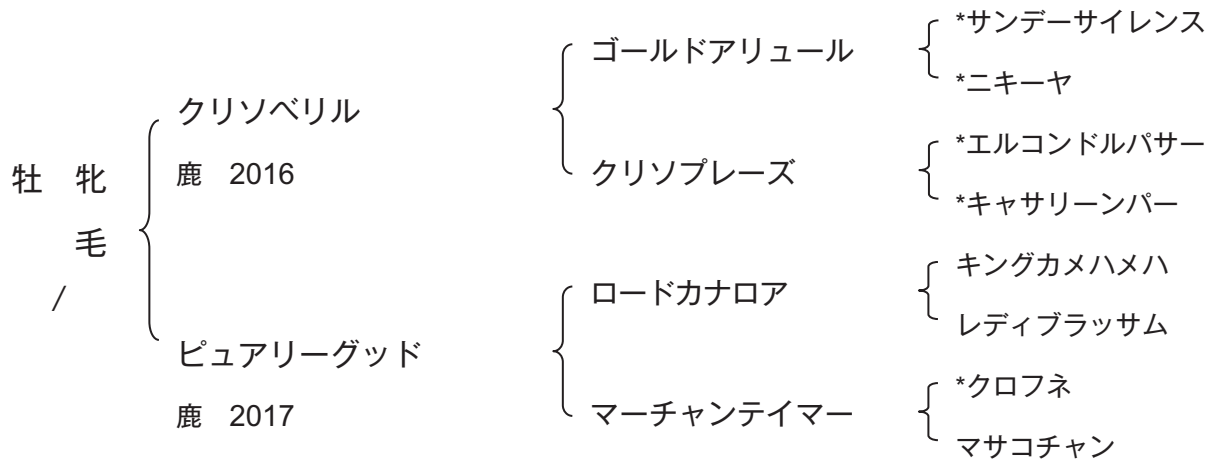 *サンデーサイレンス
ゴールドアリュール
*ニキーヤ
クリソベリル
鹿 2016
*エルコンドルパサー
クリソプレーズ
*キャサリーンパー
牡 牝
毛
/
キングカメハメハ
ロードカナロア
レディブラッサム
ピュアリーグッド
鹿 2017
*クロフネ
マーチャンテイマー
マサコチャン